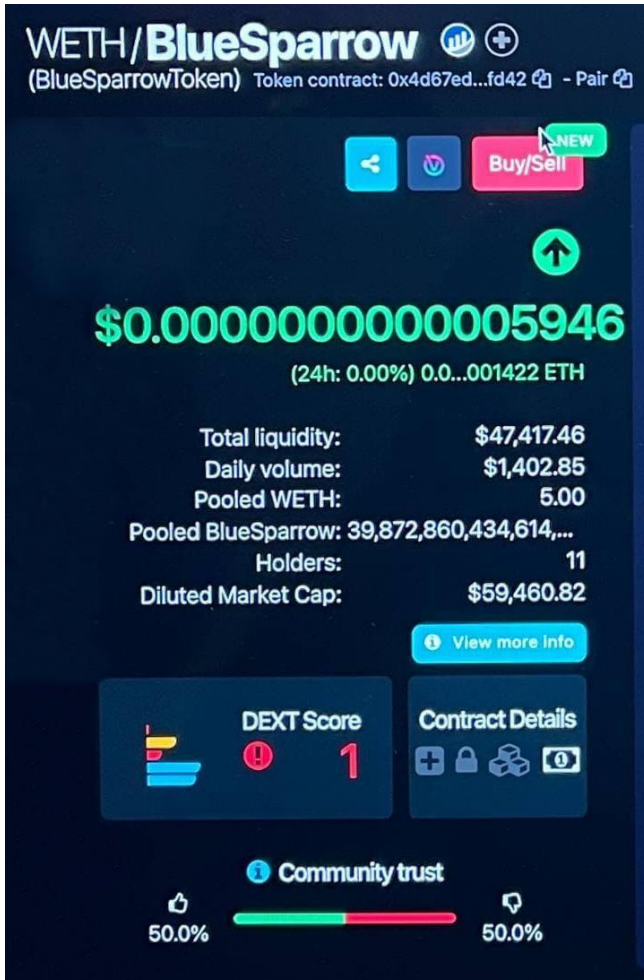 WETH/BlueSparrow
(BlueSparrowToken) Token contract: 0x4d67ed...fd42 - Pair
NEW
Buy/Sell
$0.0000000000005946
(24h: 0.00%) 0.0...001422 ETH
Total liquidity: $47,417.46
Daily volume: $1,402.85
Pooled WETH: 5.00
Pooled BlueSparrow: 39,872,860,434,614,...
Holders: 11
Diluted Market Cap: $59,460.82
View more info
DEXT Score
1
Contract Details
Community trust
50.0%
50.0%